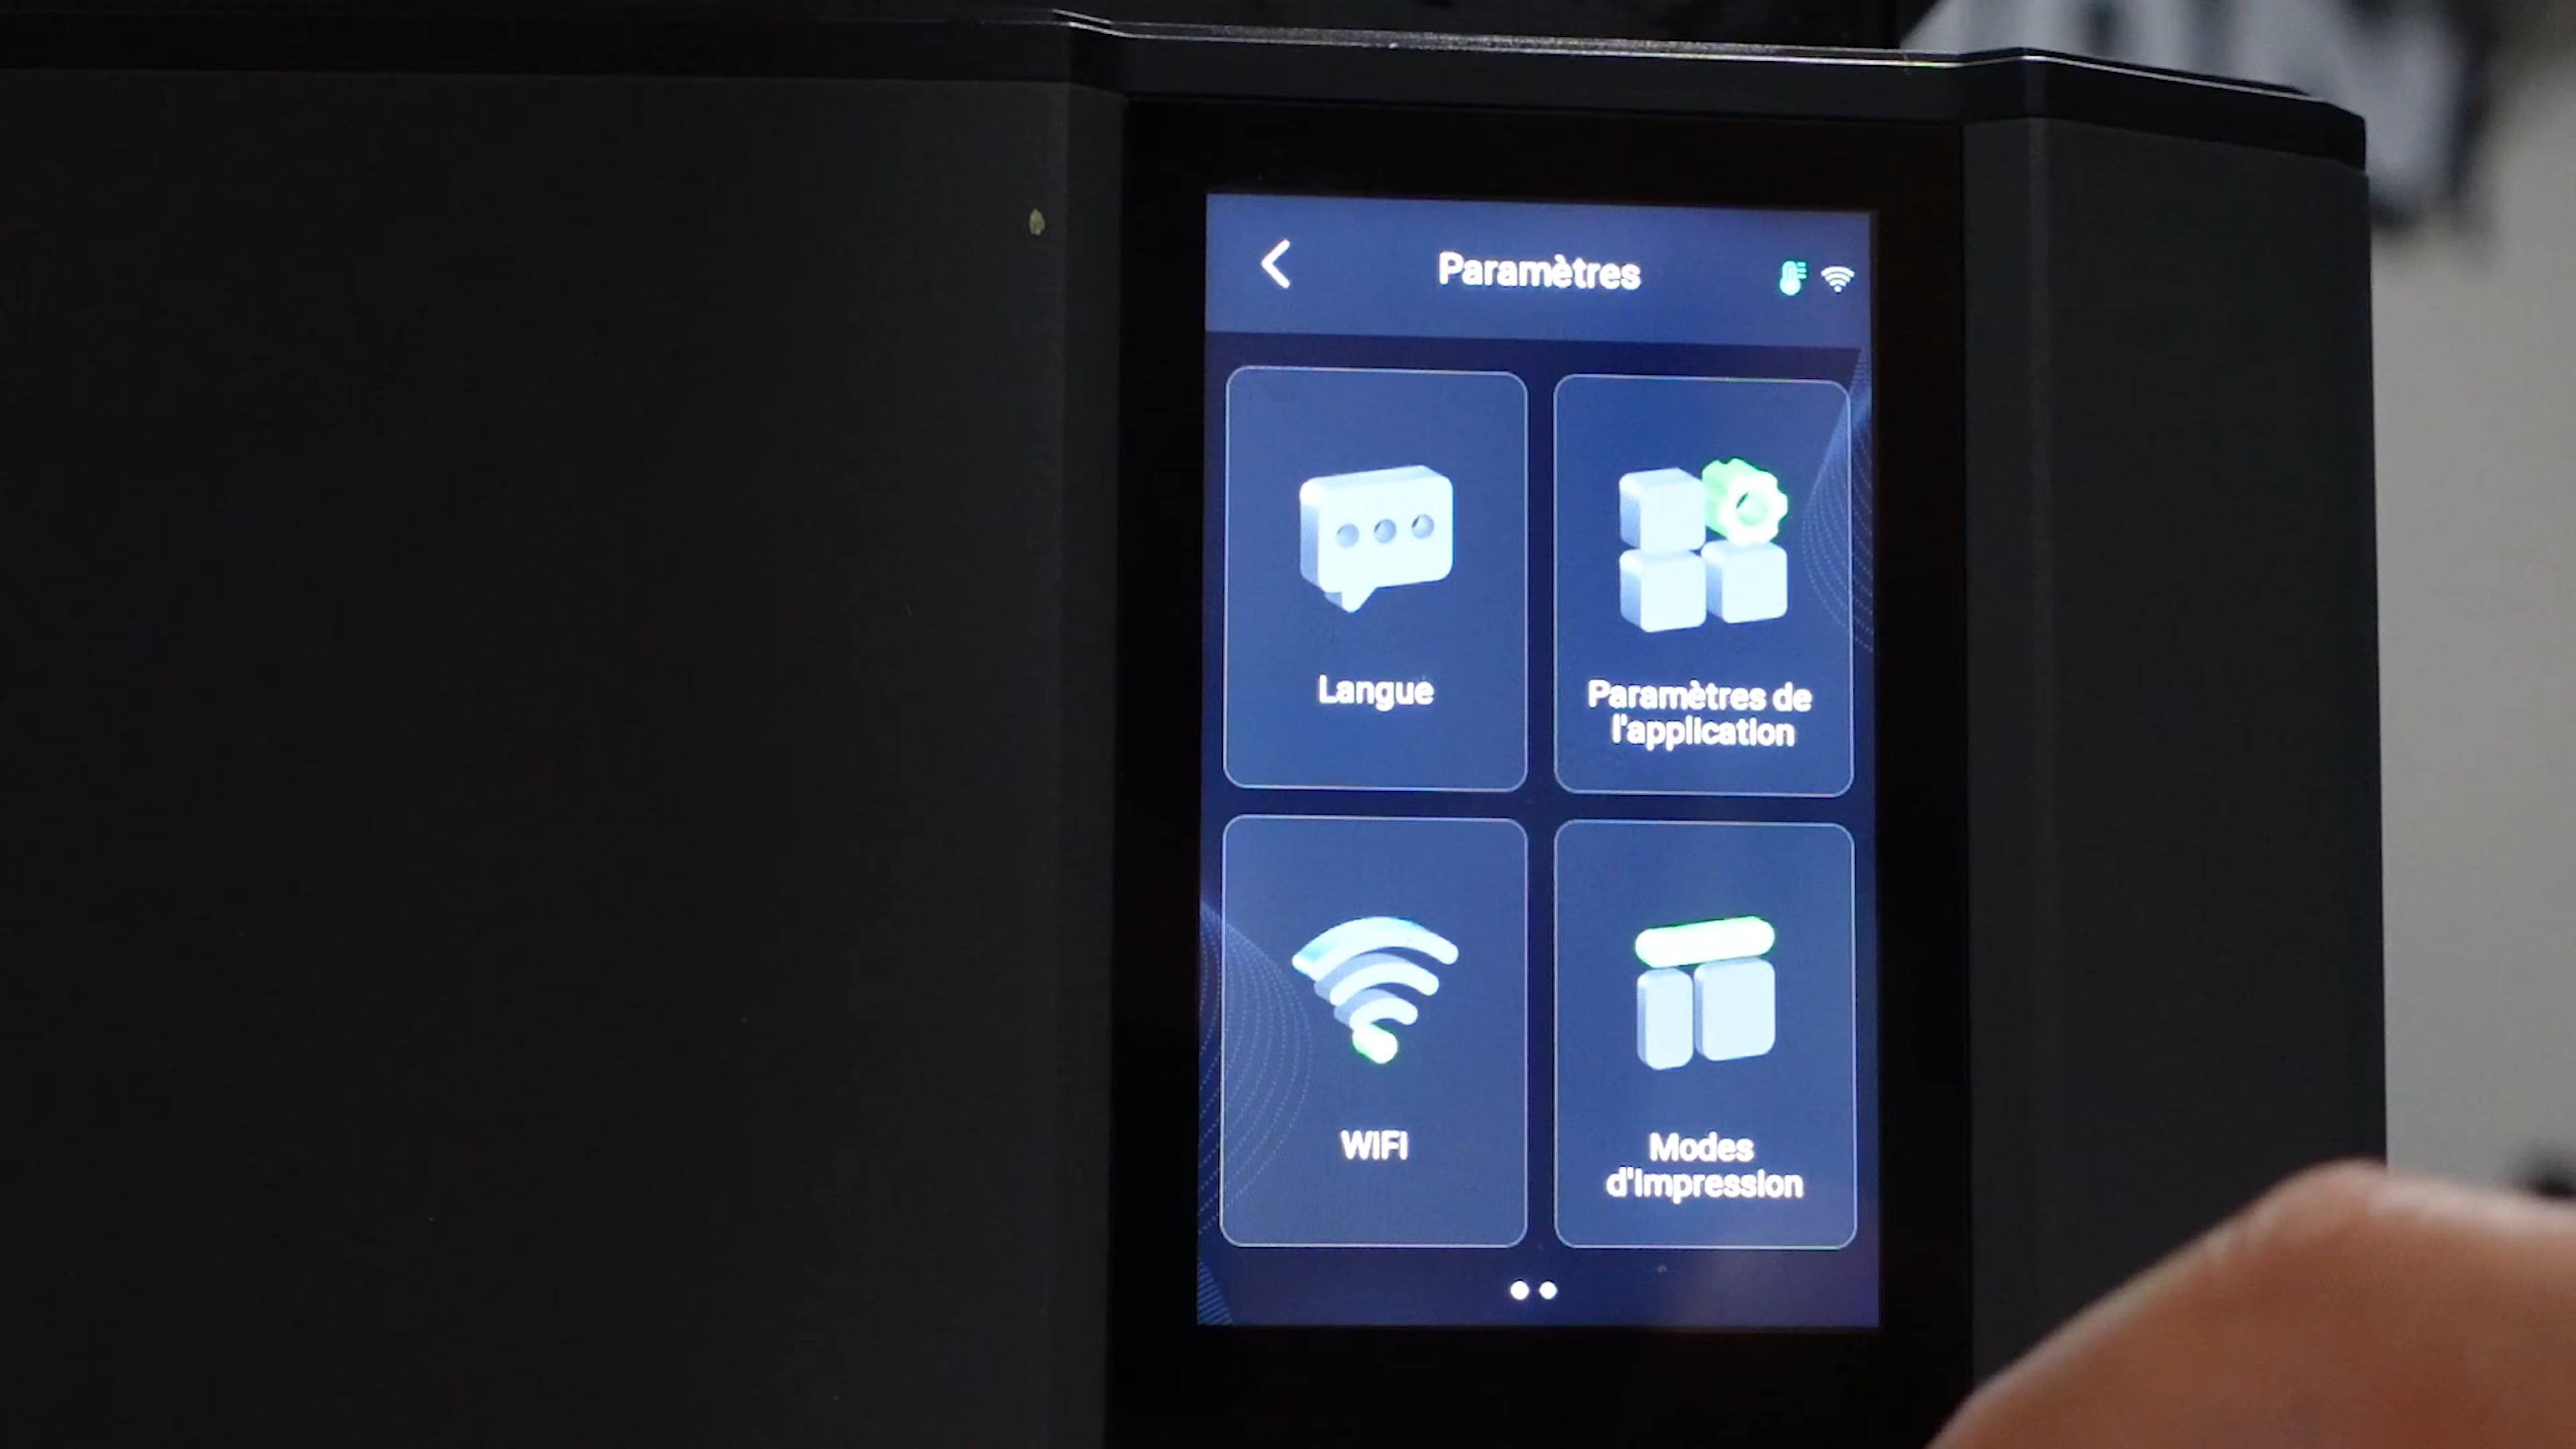 Paramètres
Langue
Paramètres de
l'application
WIFI
Modes
d'impression